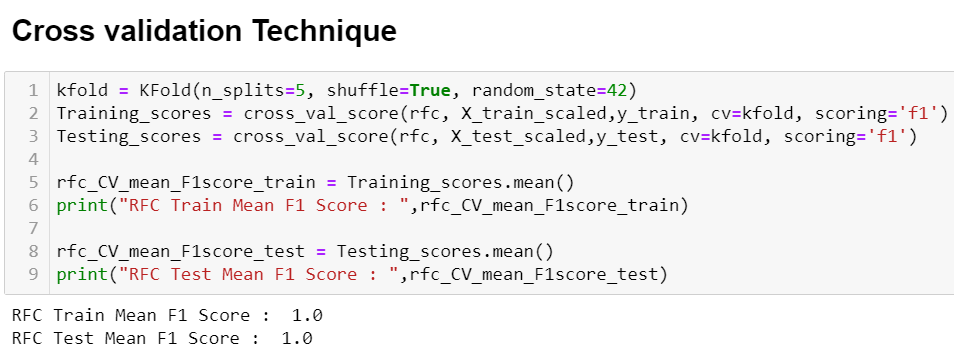 Cross validation Technique
1 kfold = KFold(n_splits=5, shuffle=True, random_state=42)
2 Training_scores = cross_val_score(rfc, X_train_scaled,y_train, cv=kfold, scoring='f1')
3 Testing_scores = cross_val_score(rfc, X_test_scaled,y_test, cv=kfold, scoring='f1')
4
5 rfc_CV_mean_F1score_train = Training_scores.mean()
6 print("RFC Train Mean F1 Score : ",rfc_CV_mean_F1score_train)
7
8 rfc_CV_mean_F1score_test = Testing_scores.mean()
9 print("RFC Test Mean F1 Score : ",rfc_CV_mean_F1score_test)
RFC Train Mean F1 Score :  1.0
RFC Test Mean F1 Score :  1.0